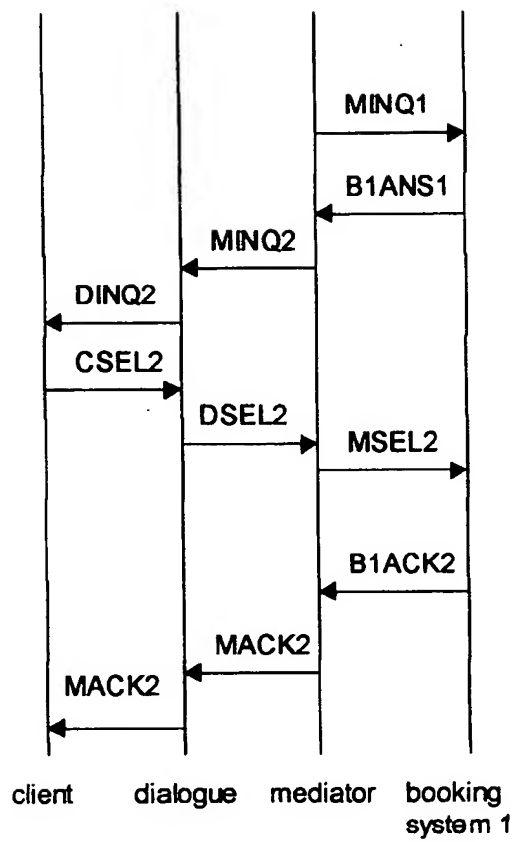 MINQ1
B1ANS1
MINQ2
DINQ2
CSEL2
DSEL2
MSEL2
B1ACK2
MACK2
MACK2
client dialogue mediator booking
system 1